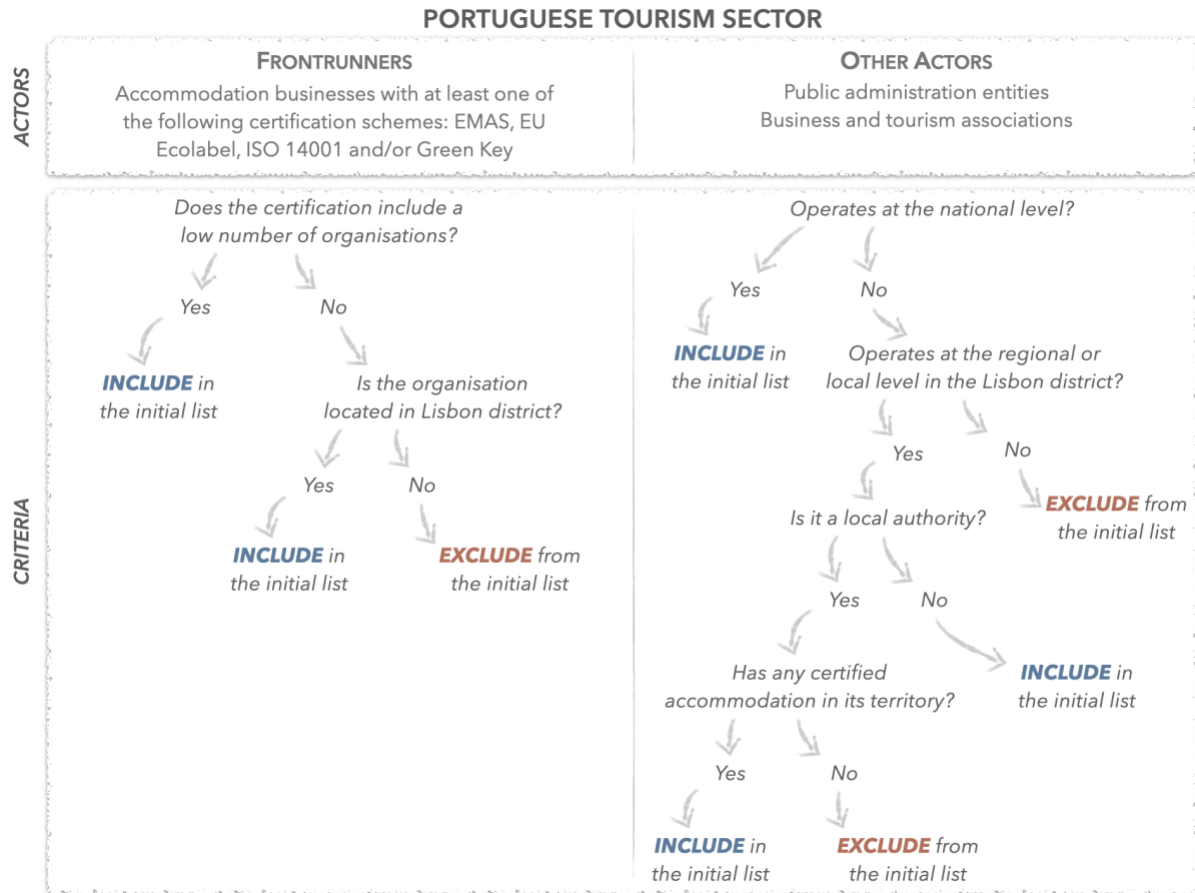 PORTUGUESE TOURISM SECTOR
ACTORS
FRONTRUNNERS
Accommodation businesses with at least one of
the following certification schemes: EMAS, EU
Ecolabel, ISO 14001 and/or Green Key
OTHER ACTORS
Public administration entities
Business and tourism associations
CRITERIA
Does the certification include a
low number of organisations?
Yes
No
INCLUDE in
the initial list
Is the organisation
located in Lisbon district?
Yes
No
INCLUDE in
the initial list
EXCLUDE from
the initial list
Operates at the national level?
Yes
No
INCLUDE in
the initial list
Operates at the regional or
local level in the Lisbon district?
Yes
No
EXCLUDE from
the initial list
Is it a local authority?
Yes
No
INCLUDE in
the initial list
Has any certified
accommodation in its territory?
Yes
No
INCLUDE in
the initial list
EXCLUDE from
the initial list